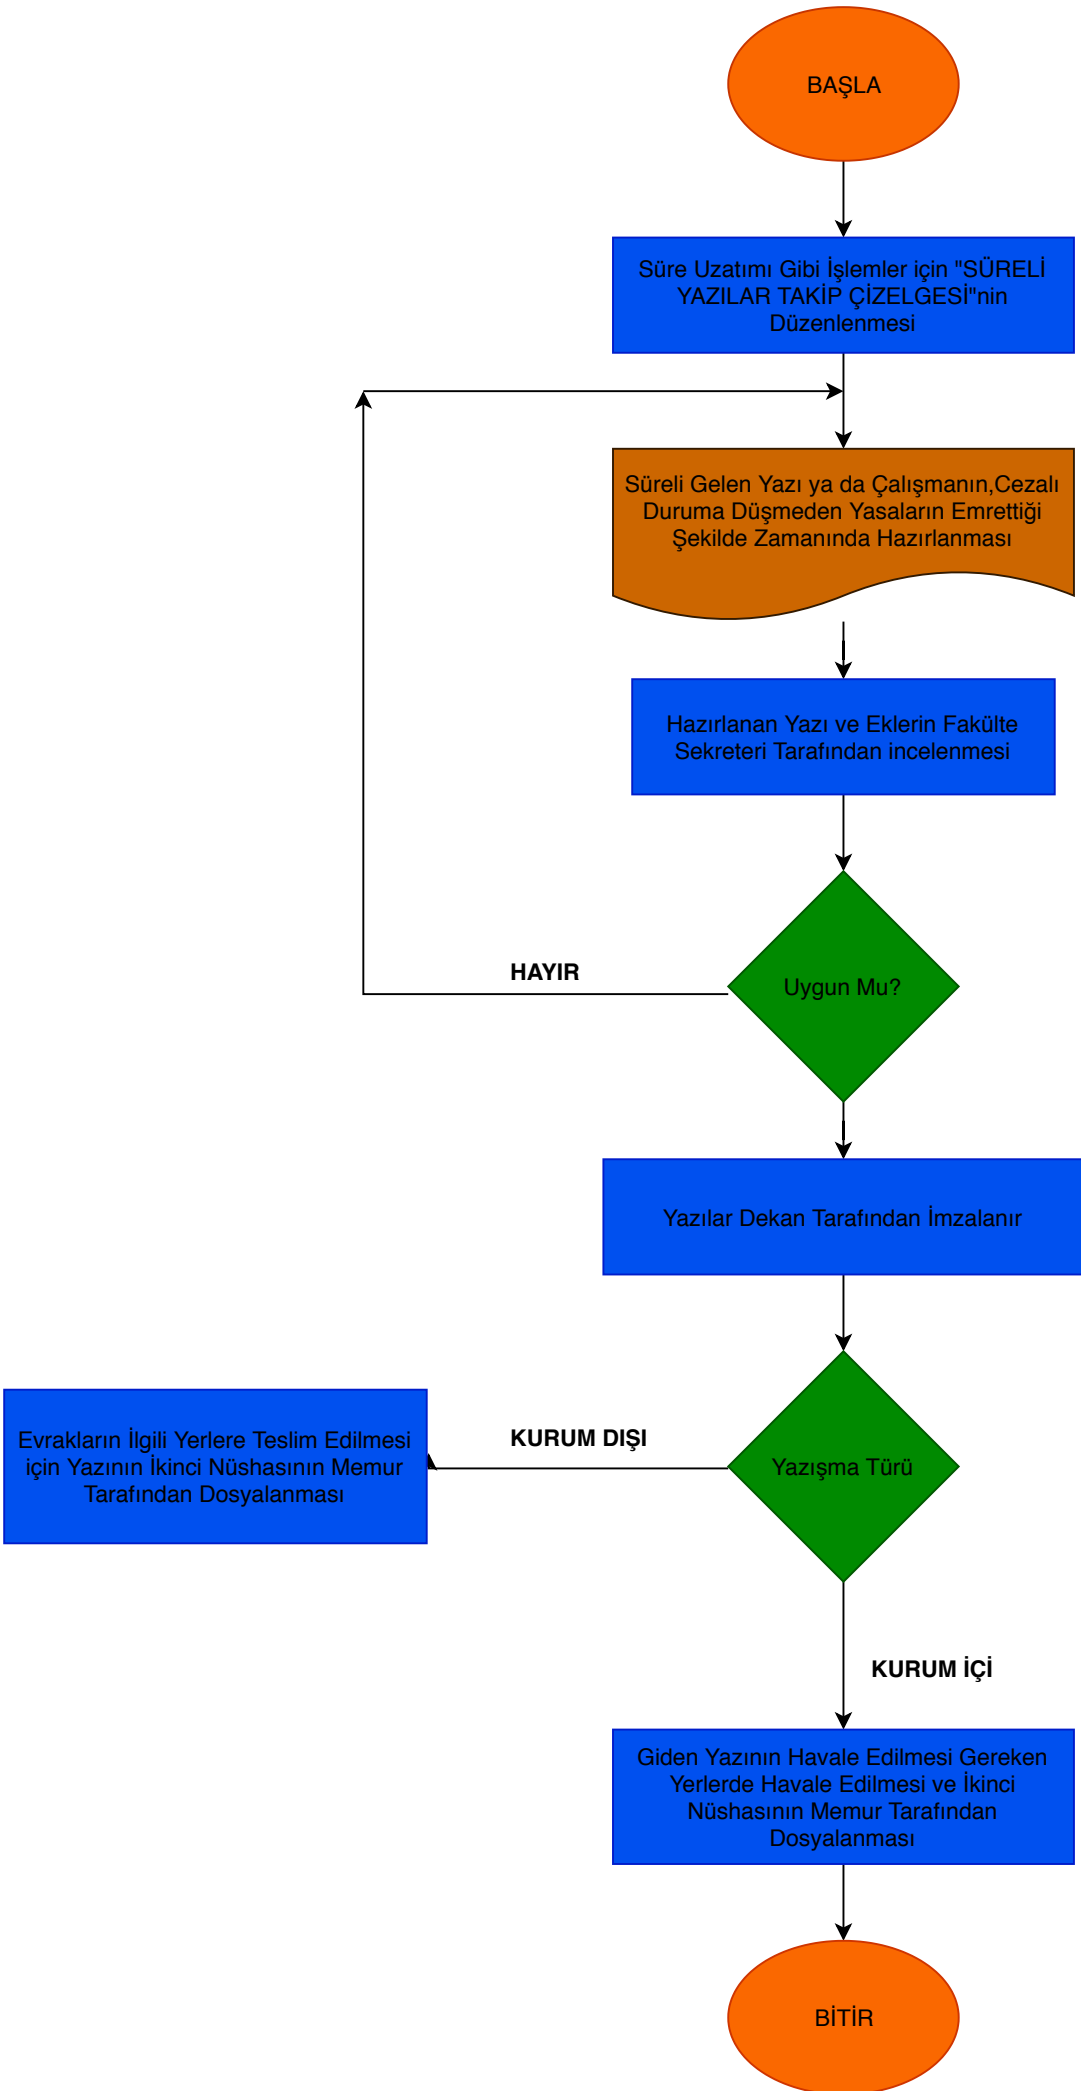 BAŞLA
Süre Uzatımı Gibi İşlemler için "SÜRELİ
YAZILAR TAKİP ÇİZELGESİ"nin
Düzenlenmesi
Süreli Gelen Yazı ya da Çalışmanın,Cezalı
Duruma Düşmeden Yasaların Emrettiği
Şekilde Zamanında Hazırlanması
Hazırlanan Yazı ve Eklerin Fakülte
Sekreteri Tarafından incelenmesi
HAYIR
Uygun Mu?
Yazılar Dekan Tarafından İmzalanır
Evrakların İlgili Yerlere Teslim Edilmesi
için Yazının İkinci Nüshasının Memur
Tarafından Dosyalanması
KURUM DIŞI
Yazışma Türü
KURUM İÇİ
Giden Yazının Havale Edilmesi Gereken
Yerlerde Havale Edilmesi ve İkinci
Nüshasının Memur Tarafından
Dosyalanması
BİTİR